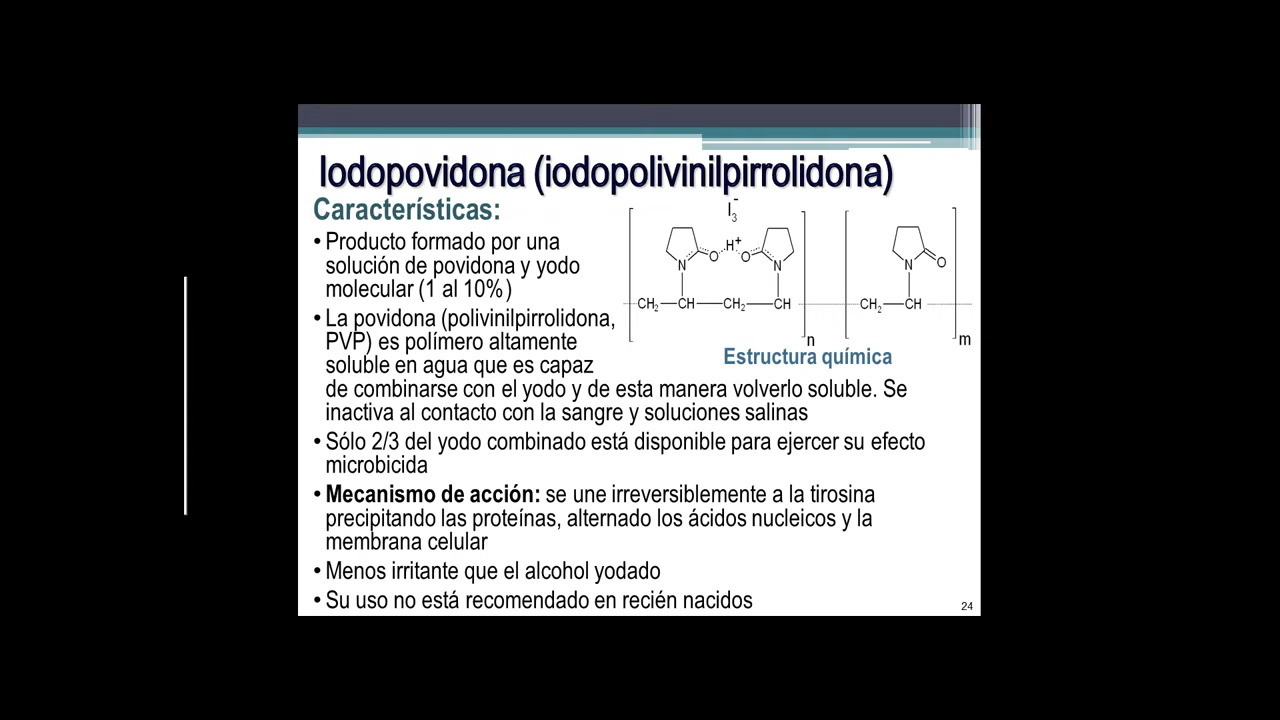 Iodopovidona (iodopolivinilpirrolidona)
Características:
• Producto formado por una
solución de povidona y yodo
molecular (1 al 10%)
• La povidona (polivinilpirrolidona,
PVP) es polímero altamente
soluble en agua que es capaz
de combinarse con el yodo y de esta manera volverlo soluble. Se
inactiva al contacto con la sangre y soluciones salinas
• Sólo 2/3 del yodo combinado está disponible para ejercer su efecto
microbicida
• Mecanismo de acción: se une irreversiblemente a la tirosina
precipitando las proteínas, alternado los ácidos nucleicos y la
membrana celular
• Menos irritante que el alcohol yodado
• Su uso no está recomendado en recién nacidos
I3-
H+
O O O
N N N
CH2 CH CH2 CH CH2 CH
n m
Estructura química
24